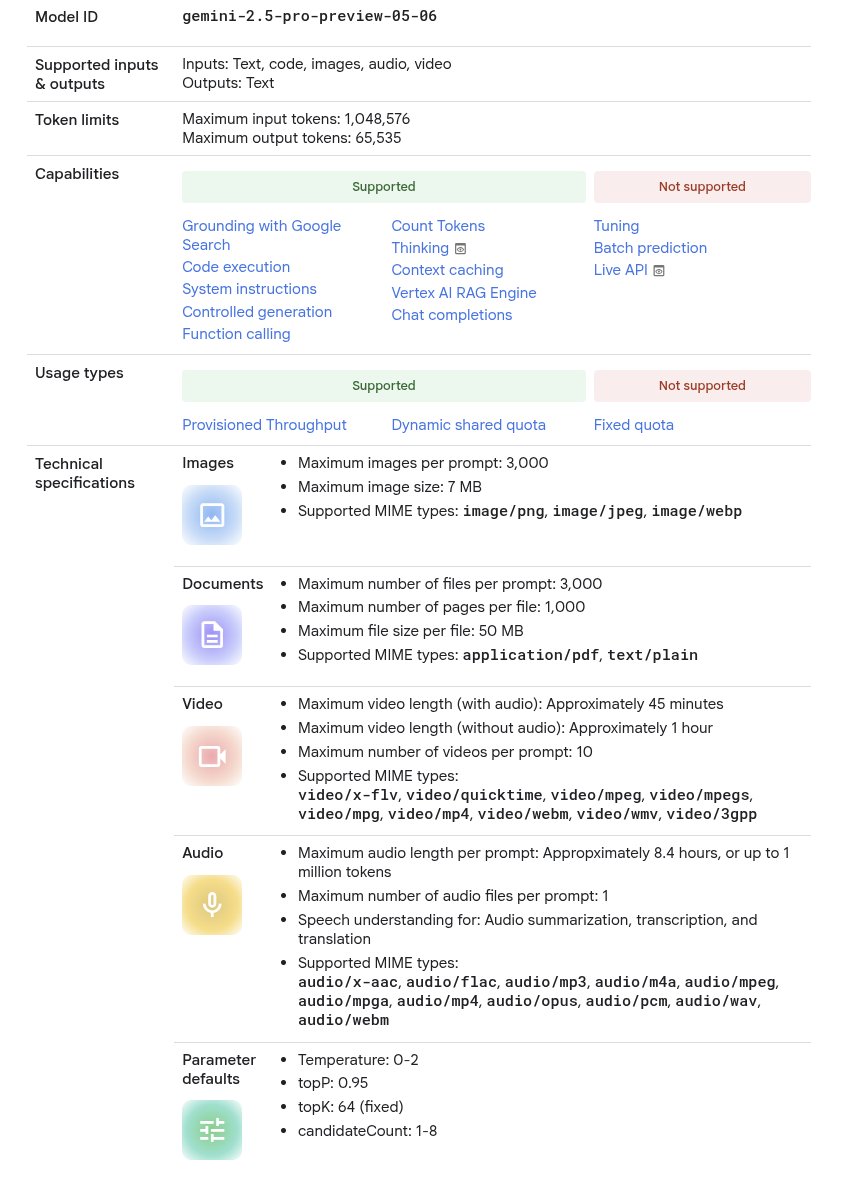 Model ID
gemini-2.5-pro-preview-05-06
Supported inputs
& outputs
Inputs: Text, code, images, audio, video
Outputs: Text
Token limits
Maximum input tokens: 1,048,576
Maximum output tokens: 65,535
Capabilities
Supported
Not supported
Grounding with Google
Search
Code execution
System instructions
Controlled generation
Function calling
Count Tokens
Thinking
Context caching
Vertex AI RAG Engine
Chat completions
Tuning
Batch prediction
Live API
Usage types
Supported
Not supported
Provisioned Throughput
Dynamic shared quota
Fixed quota
Technical
specifications
Images
• Maximum images per prompt: 3,000
• Maximum image size: 7 MB
• Supported MIME types: image/png, image/jpeg, image/webp
Documents
• Maximum number of files per prompt: 3,000
• Maximum number of pages per file: 1,000
• Maximum file size per file: 50 MB
• Supported MIME types: application/pdf, text/plain
Video
• Maximum video length (with audio): Approximately 45 minutes
• Maximum video length (without audio): Approximately 1 hour
• Maximum number of videos per prompt: 10
• Supported MIME types:
video/x-flv, video/quicktime, video/mpeg, video/mpegs,
video/mpg, video/mp4, video/webm, video/wmv, video/3gpp
Audio
• Maximum audio length per prompt: Appropximately 8.4 hours, or up to 1
million tokens
• Maximum number of audio files per prompt: 1
• Speech understanding for: Audio summarization, transcription, and
translation
• Supported MIME types:
audio/x-aac, audio/flac, audio/mp3, audio/m4a, audio/mpeg,
audio/mpga, audio/mp4, audio/opus, audio/pcm, audio/wav,
audio/webm
Parameter
defaults
• Temperature: 0-2
• topP: 0.95
• topK: 64 (fixed)
• candidateCount: 1-8